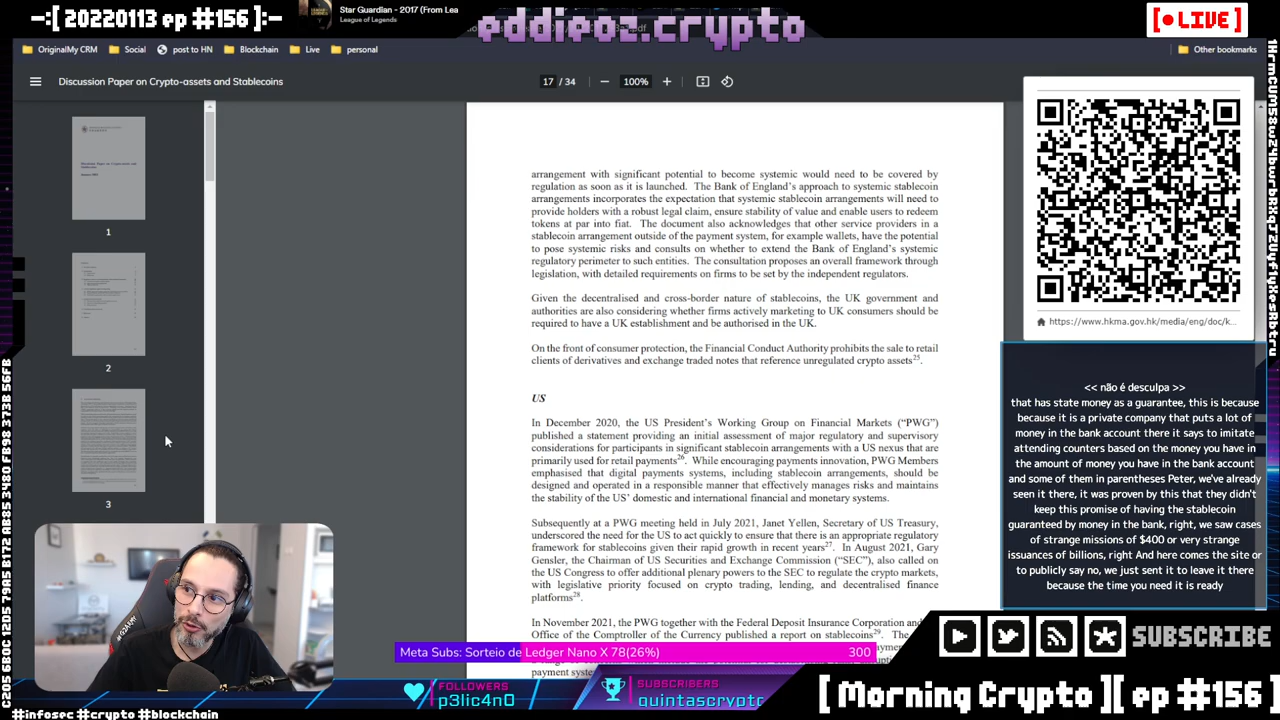 -:[ 20220113 ep #156 ]:-
Star Guardian - 2017 (From Lea
League of Legends
eddieoz.crypto
[ LIVE ]
OriginalMy CRM
Social
post to HN
Blockchain
Live
personal
Other bookmarks
Discussion Paper on Crypto-assets and Stablecoins
17 / 34
100%
1
2
3
arrangement with significant potential to become systemic would need to be covered by
regulation as soon as it is launched. The Bank of England's approach to systemic stablecoin
arrangements incorporates the expectation that systemic stablecoin arrangements will need to
provide holders with a robust legal claim, ensure stability of value and enable users to redeem
tokens at par into fiat. The document also acknowledges that other service providers in a
stablecoin arrangement outside of the payment system, for example wallets, have the potential
to pose systemic risks and consults on whether to extend the Bank of England's systemic
regulatory perimeter to such entities. The consultation proposes an overall framework through
legislation, with detailed requirements on firms to be set by the independent regulators.
Given the decentralised and cross-border nature of stablecoins, the UK government and
authorities are also considering whether firms actively marketing to UK consumers should be
required to have a UK establishment and be authorised in the UK.
On the front of consumer protection, the Financial Conduct Authority prohibits the sale to retail
clients of derivatives and exchange traded notes that reference unregulated crypto assets25.
US
In December 2020, the US President's Working Group on Financial Markets ("PWG")
published a statement providing an initial assessment of major regulatory and supervisory
considerations for participants in significant stablecoin arrangements with a US nexus that are
primarily used for retail payments26. While encouraging payments innovation, PWG Members
emphasised that digital payments systems, including stablecoin arrangements, should be
designed and operated in a responsible manner that effectively manages risks and maintains
the stability of the US' domestic and international financial and monetary systems.
Subsequently at a PWG meeting held in July 2021, Janet Yellen, Secretary of US Treasury,
underscored the need for the US to act quickly to ensure that there is an appropriate regulatory
framework for stablecoins given their rapid growth in recent years27. In August 2021, Gary
Gensler, the Chairman of US Securities and Exchange Commission ("SEC"), also called on
the US Congress to offer additional plenary powers to the SEC to regulate the crypto markets,
with legislative priority focused on crypto trading, lending, and decentralised finance
platforms28.
In November 2021, the PWG together with the Federal Deposit Insurance Corporation and
Office of the Comptroller of the Currency published a report on stablecoins29. The
payment syste
https://www.hkma.gov.hk/media/eng/doc/k...
<< não é desculpa >>
that has state money as a guarantee, this is because
because it is a private company that puts a lot of
money in the bank account there it says to imitate
attending counters based on the money you have in
the amount of money you have in the bank account
and some of them in parentheses Peter, we've already
seen it there, it was proven by this that they didn't
keep this promise of having the stablecoin
guaranteed by money in the bank, right, we saw cases
of strange missions of $400 or very strange
issuances of billions, right And here comes the site or
to publicly say no, we just sent it to leave it there
because the time you need it is ready
Meta Subs: Sorteio de Ledger Nano X 78(26%)
300
SUBSCRIBE
FOLLOWERS
p3lic4n0
SUBSCRIBERS
quintascrypto
[ Morning Crypto ][ ep #156 ]
#crypto #blockchain